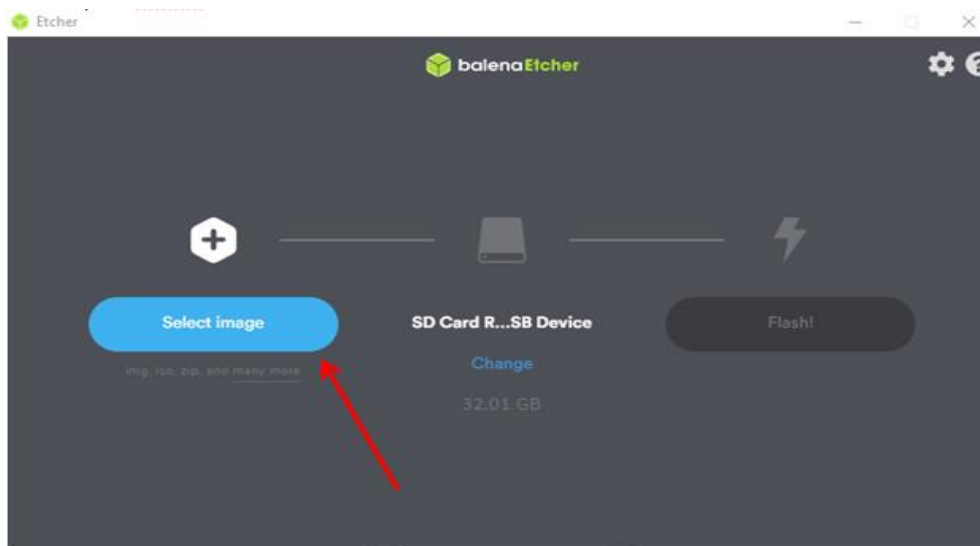 Etcher
balenaEtcher
Select image
SD Card R...SB Device
Flash!
img, iso, zip, and many more
Change
32.01 GB